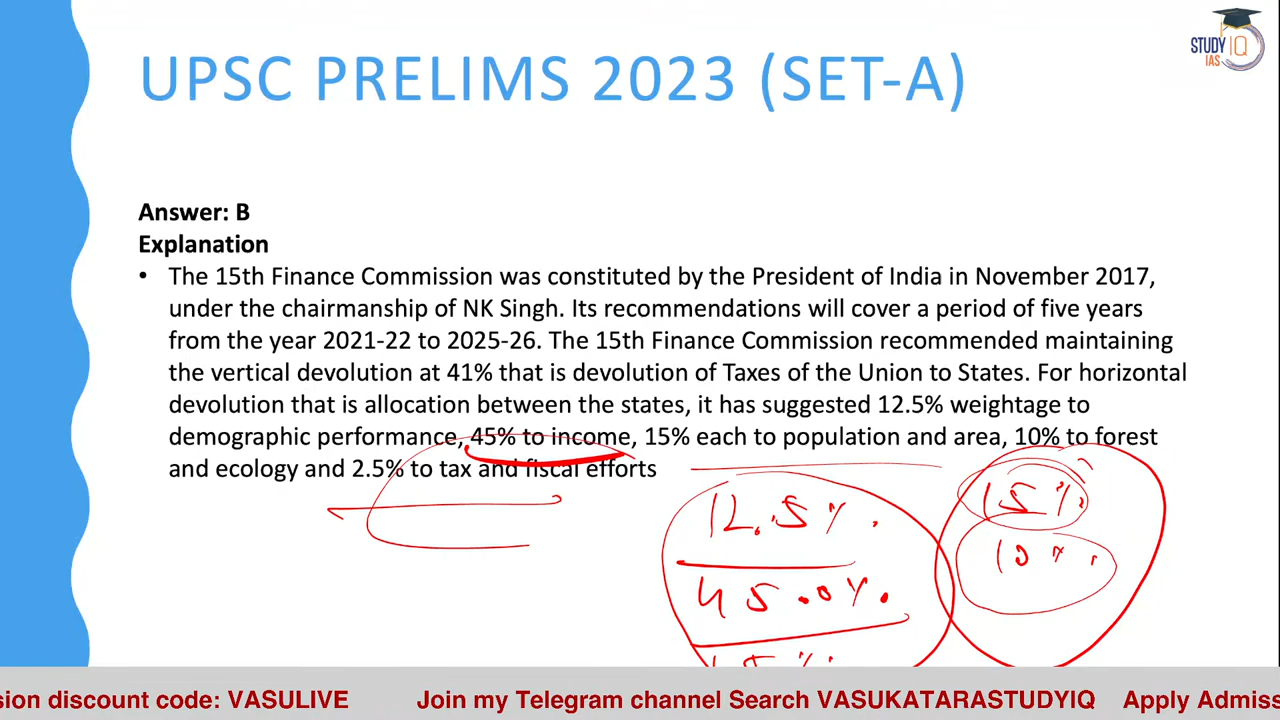 STUDY IQ
IAS
UPSC PRELIMS 2023 (SET-A)
Answer: B
Explanation
• The 15th Finance Commission was constituted by the President of India in November 2017,
under the chairmanship of NK Singh. Its recommendations will cover a period of five years
from the year 2021-22 to 2025-26. The 15th Finance Commission recommended maintaining
the vertical devolution at 41% that is devolution of Taxes of the Union to States. For horizontal
devolution that is allocation between the states, it has suggested 12.5% weightage to
demographic performance, 45% to income, 15% each to population and area, 10% to forest
and ecology and 2.5% to tax and fiscal efforts
12.5%.
45.0%.
15%
10%
sion discount code: VASULIVE Join my Telegram channel Search VASUKATARASTUDYIQ Apply Admiss